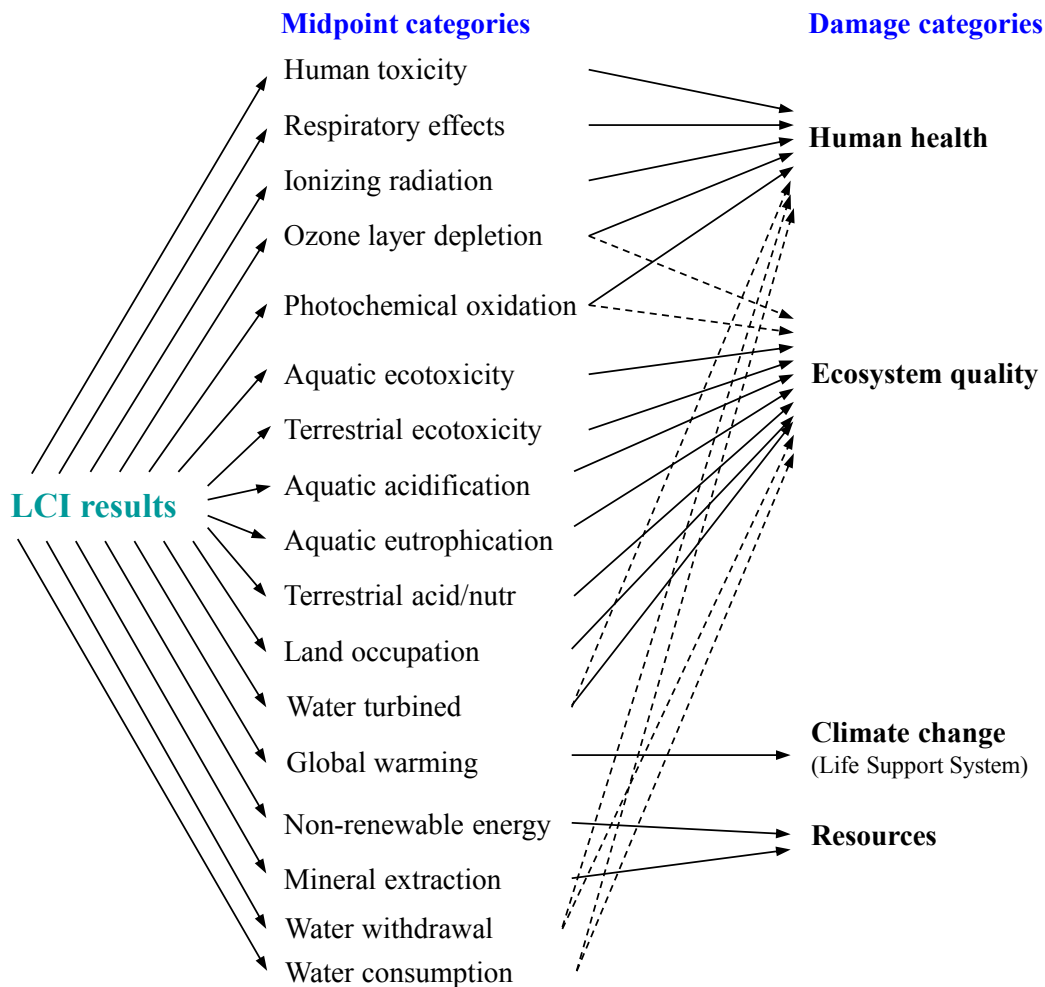 Midpoint categories
Damage categories
Human toxicity
Respiratory effects
Human health
Ionizing radiation
Ozone layer depletion
Photochemical oxidation
Aquatic ecotoxicity
Ecosystem quality
Terrestrial ecotoxicity
Aquatic acidification
LCI results
Aquatic eutrophication
Terrestrial acid/nutr
Land occupation
Water turbined
Climate change
Global warming
(Life Support System)
Non-renewable energy
Resources
Mineral extraction
Water withdrawal
Water consumption